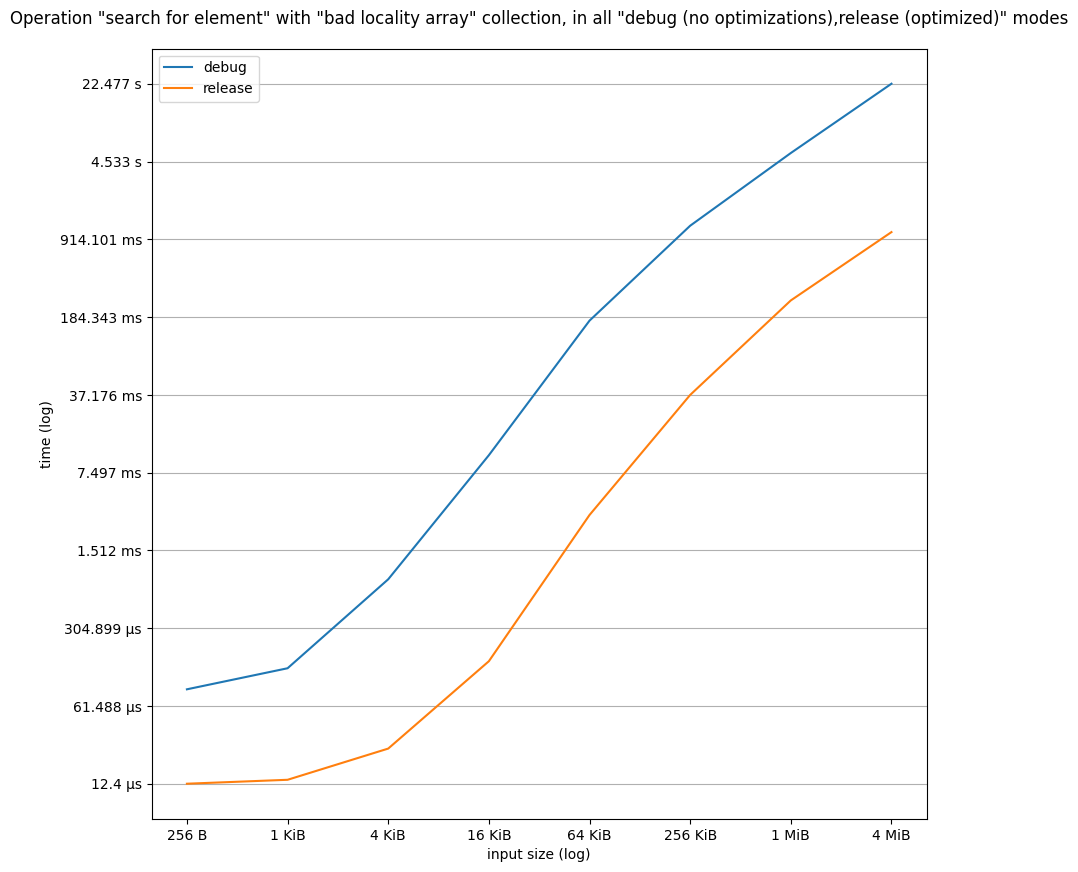 Operation "search for element" with "bad locality array" collection, in all "debug (no optimizations),release (optimized)" modes
debug
release
22.477 s
4.533 s
914.101 ms
184.343 ms
37.176 ms
7.497 ms
1.512 ms
304.899 µs
61.488 µs
12.4 µs
time (log)
256 B 1 KiB 4 KiB 16 KiB 64 KiB 256 KiB 1 MiB 4 MiB
input size (log)